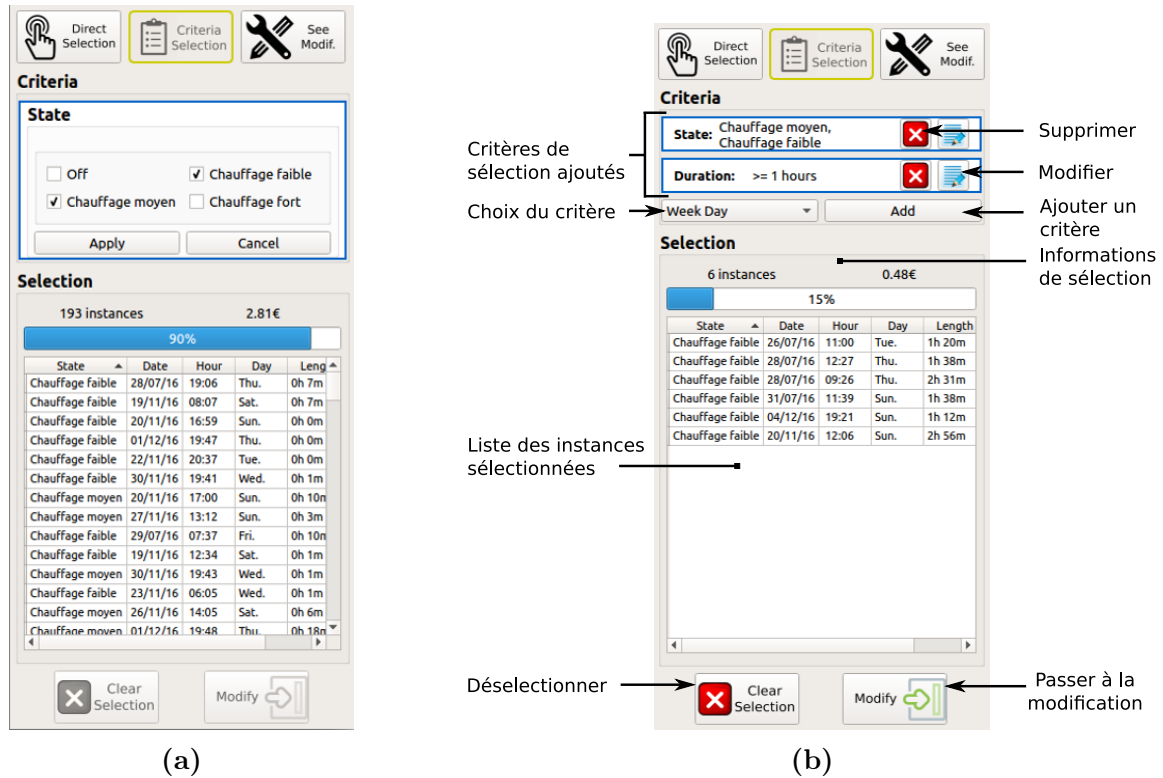 Direct
Selection
Criteria
Selection
See
Modif.
Criteria
State
Off
Chauffage faible
Chauffage moyen
Chauffage fort
Apply
Cancel
Selection
193 instances
2.81€
90%
State Date Hour Day Leng
Chauffage faible 28/07/16 19:06 Thu. 0h 7m
Chauffage faible 19/11/16 08:07 Sat. 0h 7m
Chauffage faible 20/11/16 16:59 Sun. 0h 0m
Chauffage faible 01/12/16 19:47 Thu. 0h 0m
Chauffage faible 22/11/16 20:37 Tue. 0h 0m
Chauffage faible 30/11/16 19:41 Wed. 0h 1m
Chauffage moyen 20/11/16 17:00 Sun. 0h 10m
Chauffage moyen 27/11/16 13:12 Sun. 0h 3m
Chauffage faible 29/07/16 07:37 Fri. 0h 10m
Chauffage faible 19/11/16 12:34 Sat. 0h 1m
Chauffage moyen 30/11/16 19:43 Wed. 0h 1m
Chauffage faible 23/11/16 06:05 Wed. 0h 1m
Chauffage moyen 26/11/16 14:05 Sat. 0h 6m
Chauffage moyen 01/12/16 19:48 Thu. 0h 18m
Clear
Selection
Modify
(a)
Direct
Selection
Criteria
Selection
See
Modif.
Criteria
State: Chauffage moyen,
Chauffage faible
Duration: >= 1 hours
Week Day
Add
Selection
6 instances
0.48€
15%
State Date Hour Day Length
Chauffage faible 26/07/16 11:00 Tue. 1h 20m
Chauffage faible 28/07/16 12:27 Thu. 1h 38m
Chauffage faible 28/07/16 09:26 Thu. 2h 31m
Chauffage faible 31/07/16 11:39 Sun. 1h 38m
Chauffage faible 04/12/16 19:21 Sun. 1h 12m
Chauffage faible 20/11/16 12:06 Sun. 2h 56m
Clear
Selection
Modify
Critères de
sélection ajoutés
Choix du critère
Liste des instances
sélectionnées
Déselectionner
Supprimer
Modifier
Ajouter un
critère
Informations
de sélection
Passer à la
modification
(b)